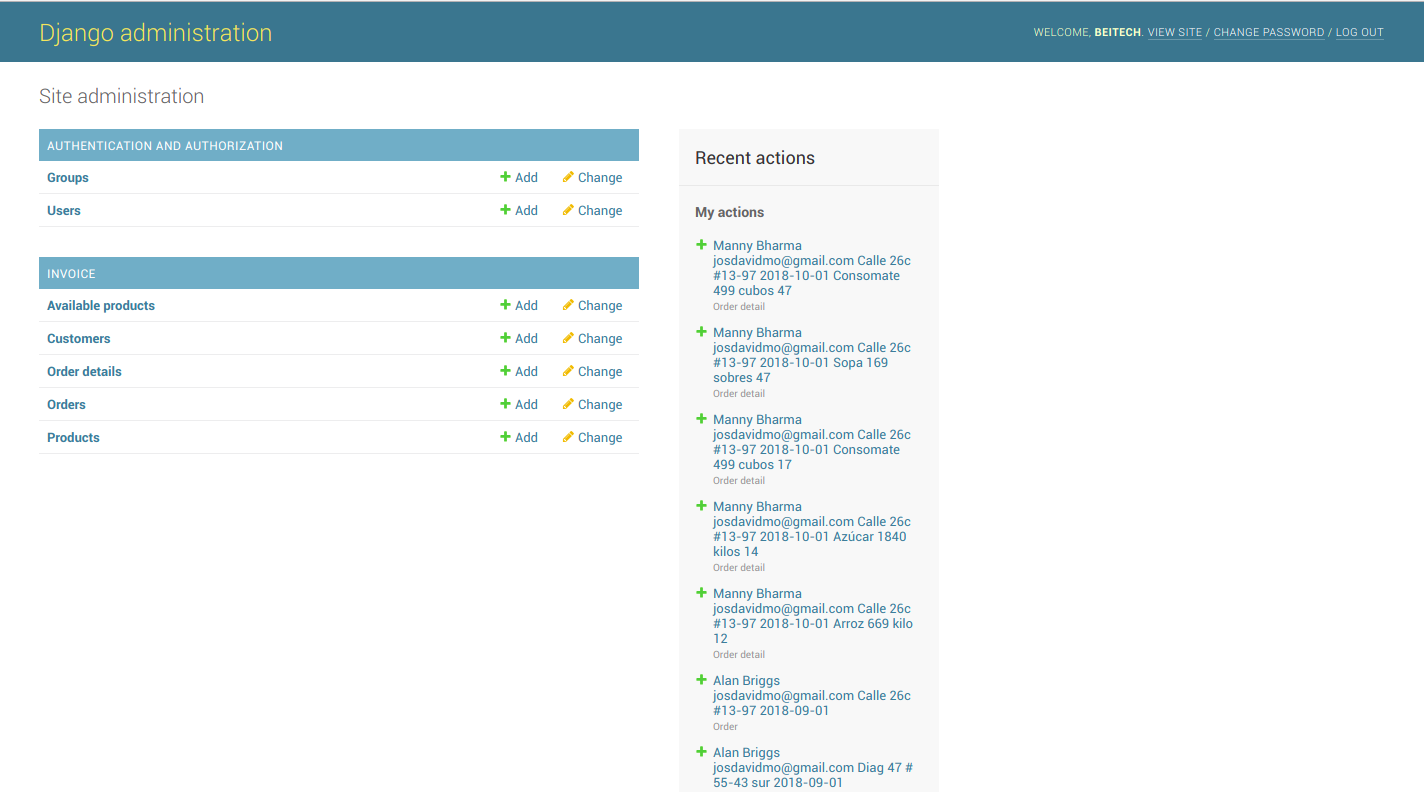 Django administration
WELCOME, BEITECH. VIEW SITE / CHANGE PASSWORD / LOG OUT
Site administration
AUTHENTICATION AND AUTHORIZATION
Groups Add Change
Users Add Change
INVOICE
Available products Add Change
Customers Add Change
Order details Add Change
Orders Add Change
Products Add Change
Recent actions
My actions
Manny Bharma
josdavidmo@gmail.com Calle 26c
#13-97 2018-10-01 Consomate
499 cubos 47
Order detail
Manny Bharma
josdavidmo@gmail.com Calle 26c
#13-97 2018-10-01 Sopa 169
sobres 47
Order detail
Manny Bharma
josdavidmo@gmail.com Calle 26c
#13-97 2018-10-01 Consomate
499 cubos 17
Order detail
Manny Bharma
josdavidmo@gmail.com Calle 26c
#13-97 2018-10-01 Azúcar 1840
kilos 14
Order detail
Manny Bharma
josdavidmo@gmail.com Calle 26c
#13-97 2018-10-01 Arroz 669 kilo
12
Order detail
Alan Briggs
josdavidmo@gmail.com Calle 26c
#13-97 2018-09-01
Order
Alan Briggs
josdavidmo@gmail.com Diag 47 #
55-43 sur 2018-09-01